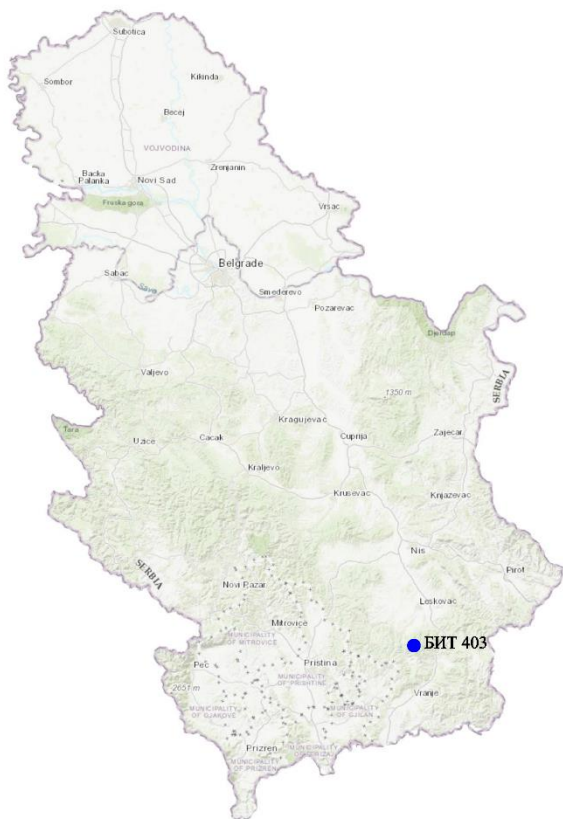 Subotica
Sombor
Kikinda
Becej
VOJVODINA
Backa
Palanka
Novi Sad
Zrenjanin
Fruska gora
Vrsac
Belgrade
Sabac
Sava
Smederevo
Pozarevac
Djerdap
SERBIA
Valjevo
1350 m
Tara
Uzice
Cacak
Kragujevac
Cuprija
Zajecar
Kraljevo
Krusevac
Knjazevac
Nis
SERBIA
Pirot
Novi Pazar
Leskovac
Mitrovice
MUNICIPALITY
OF MITROVICE
БИТ 403
Peć
Pristina
2651 m
MUNICIPALITY
OF PRISHTINE
Vranje
MUNICIPALITY
OF GJAKOVË
MUNICIPALITY
OF GJILAN
Prizren
MUNICIPALITY
OF PRIZREN
MUNICIPALITY